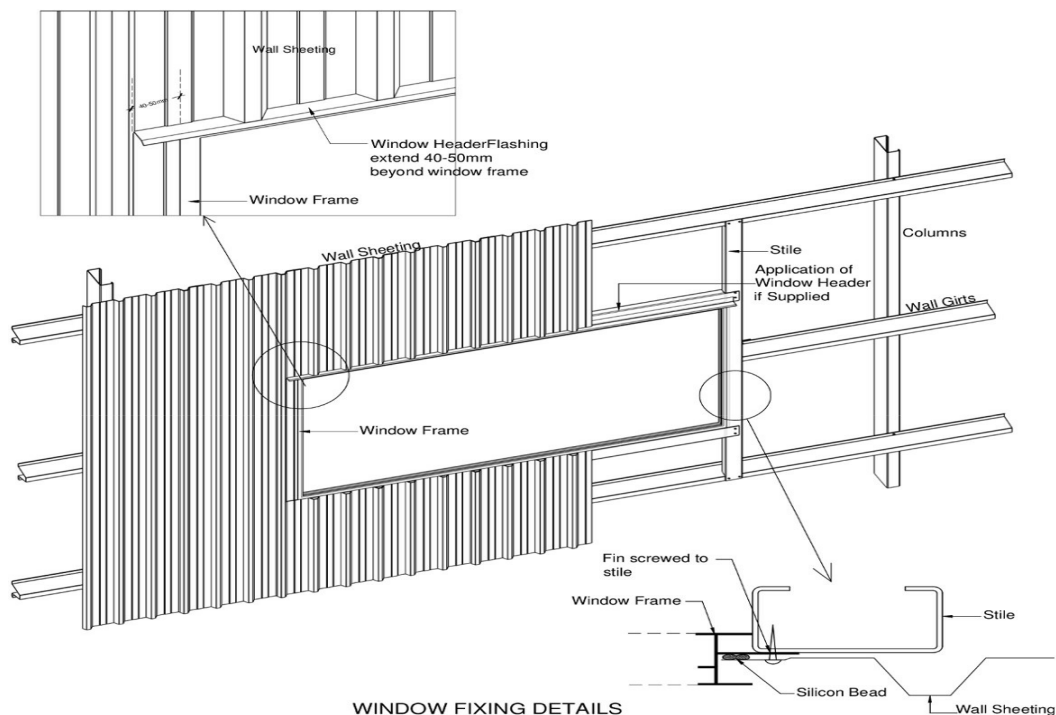 Wall Sheeting
40-50mm
Window HeaderFlashing
extend 40-50mm
beyond window frame
Window Frame
Wall Sheeting
Columns
Stile
Application of
Window Header
if Supplied
Wall Girts
Window Frame
Fin screwed to
stile
Window Frame
Stile
Silicon Bead
Wall Sheeting
WINDOW FIXING DETAILS